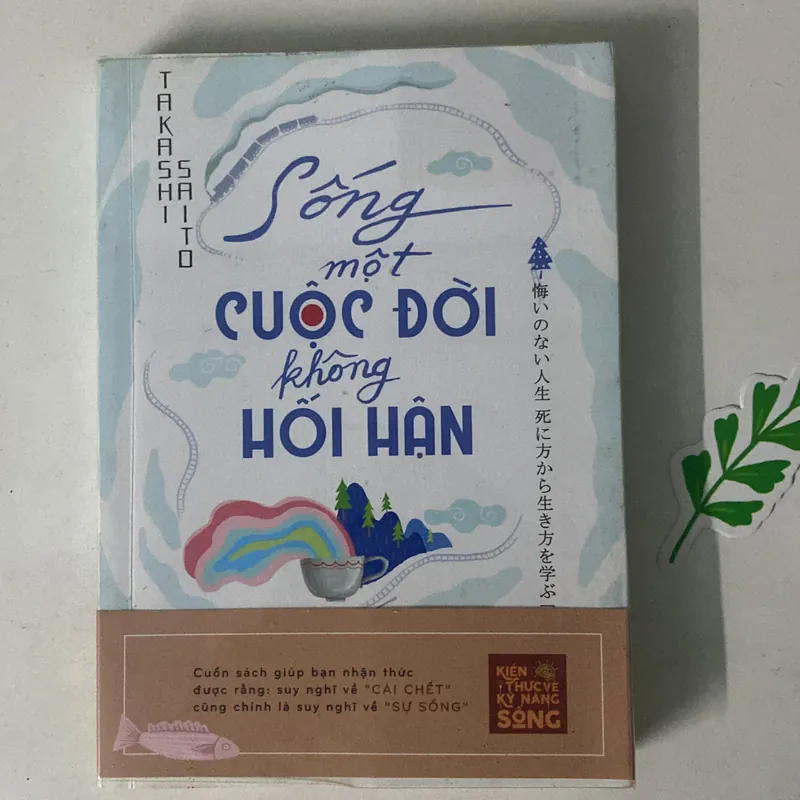 TAKASHI
SAITO
Sống
một
CUỘC ĐỜI
không
HỐI HẬN
悔いのない人生 死に方から生き方を学ぶ「
Cuốn sách giúp bạn nhận thức
được rằng: suy nghĩ về "CÁI CHẾT"
cũng chính là suy nghĩ về "SỰ SỐNG"
KIẾN
THỨC VỀ
KỸ NĂNG
SỐNG